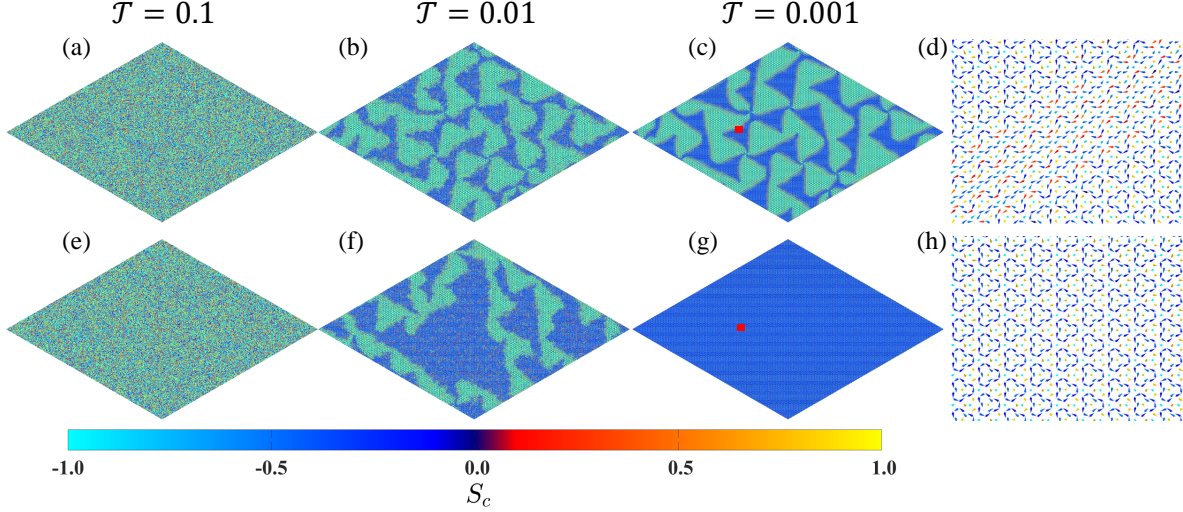 𝒯 = 0.1 𝒯 = 0.01 𝒯 = 0.001
(a) (b) (c) (d)
(e) (f) (g) (h)
-1.0 -0.5 0.0 0.5 1.0
S_c